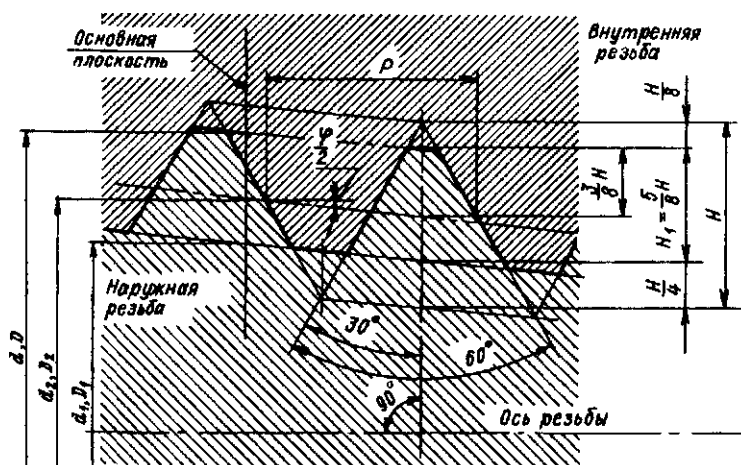 Основная
плоскость
Внутренняя
резьба
P
H/8
φ/2
3/8 H
H₁ = 5/8 H
H
H/4
Наружная
резьба
30°
60°
90°
Ось резьбы
d, D
d₂, D₂
d₁, D₁